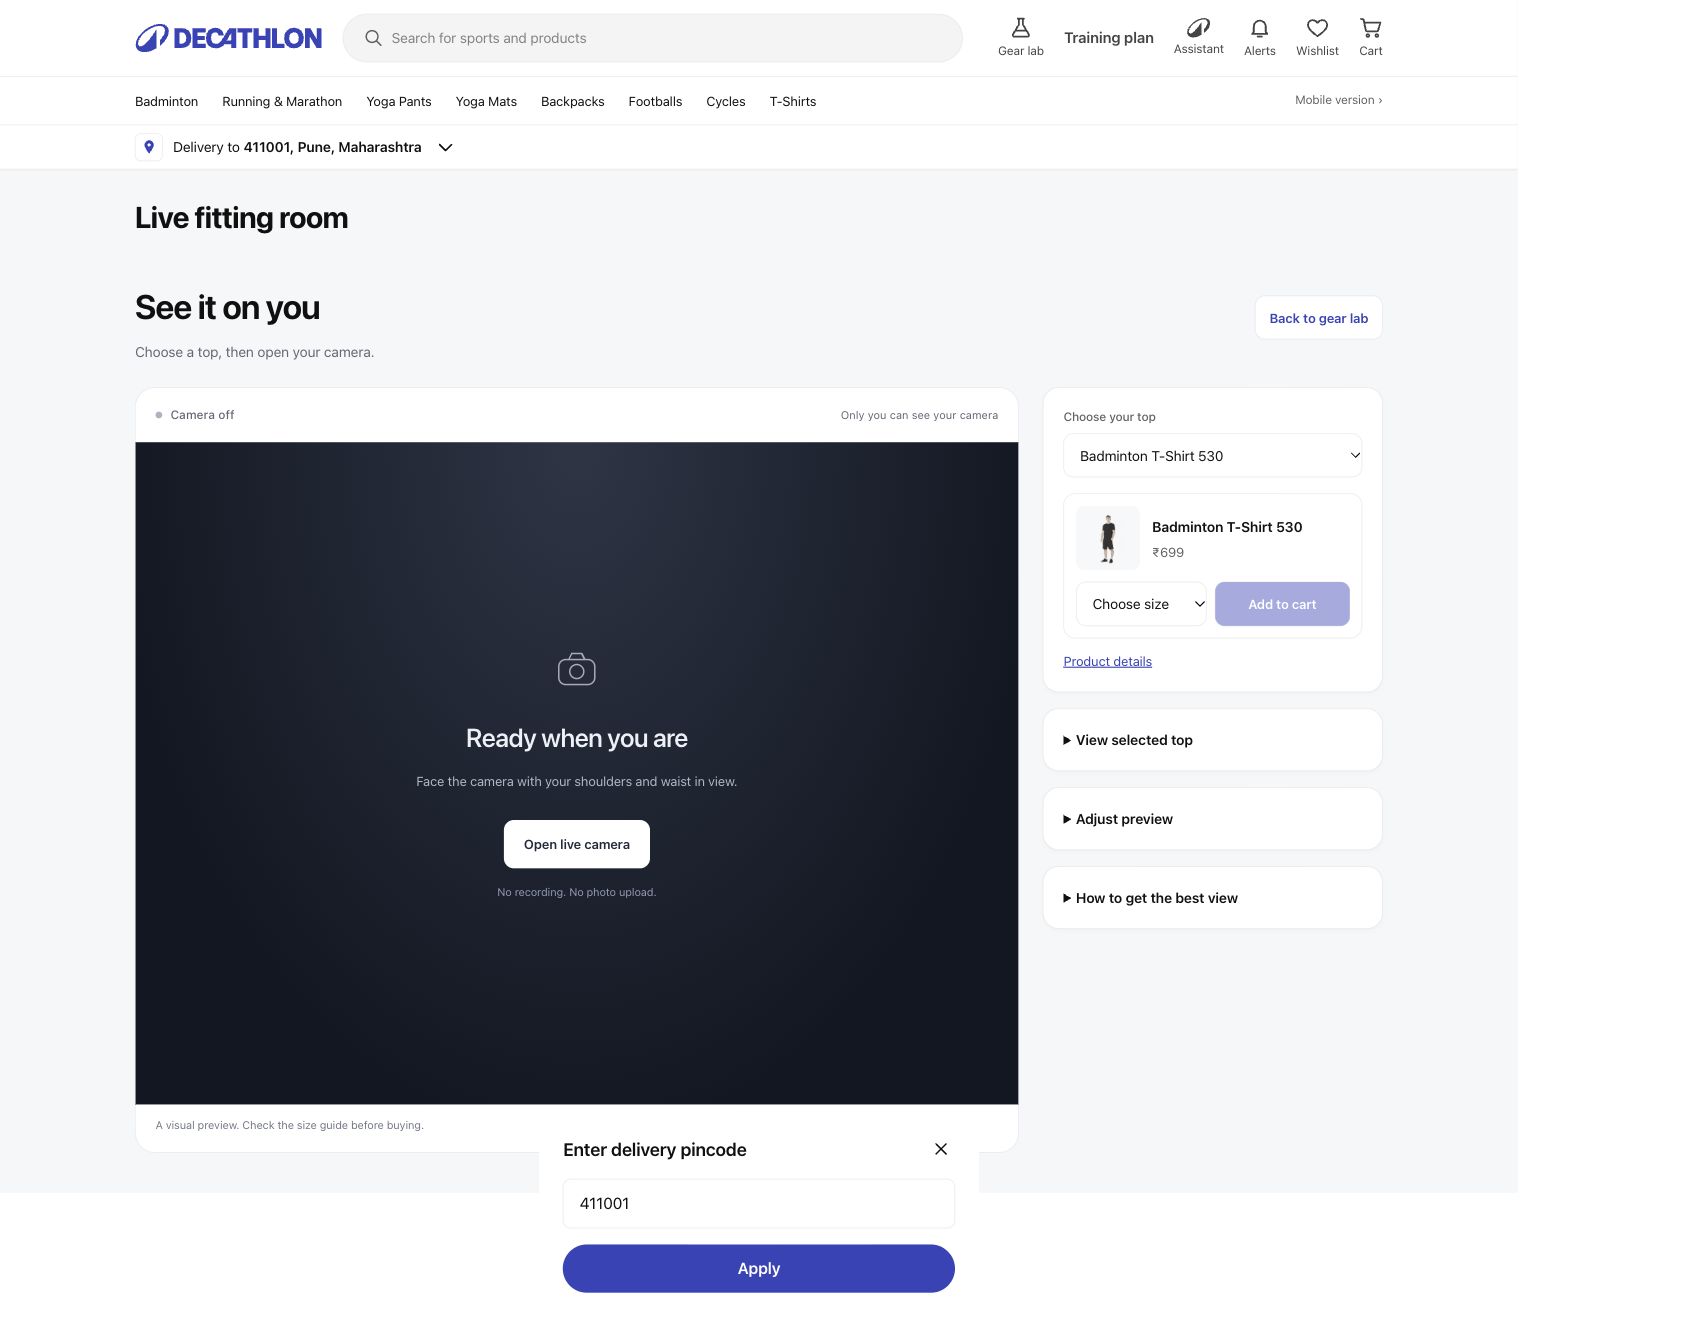 DECATHLON
Search for sports and products
Gear lab
Training plan
Assistant
Alerts
Wishlist
Cart
Badminton
Running & Marathon
Yoga Pants
Yoga Mats
Backpacks
Footballs
Cycles
T-Shirts
Mobile version ›
Delivery to 411001, Pune, Maharashtra
Live fitting room
See it on you
Back to gear lab
Choose a top, then open your camera.
Camera off
Only you can see your camera
Ready when you are
Face the camera with your shoulders and waist in view.
Open live camera
No recording. No photo upload.
A visual preview. Check the size guide before buying.
Choose your top
Badminton T-Shirt 530
Badminton T-Shirt 530
₹699
Choose size
Add to cart
Product details
View selected top
Adjust preview
How to get the best view
Enter delivery pincode
411001
Apply